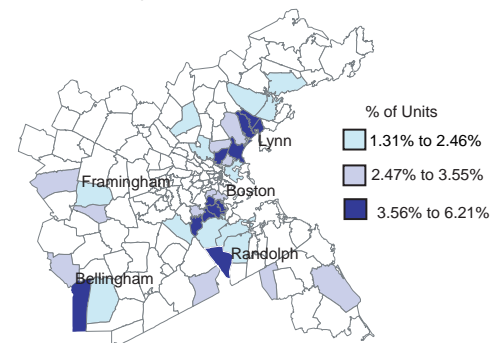 % of Units
1.31% to 2.46%
2.47% to 3.55%
3.56% to 6.21%
Lynn
Framingham
Boston
Randolph
Bellingham